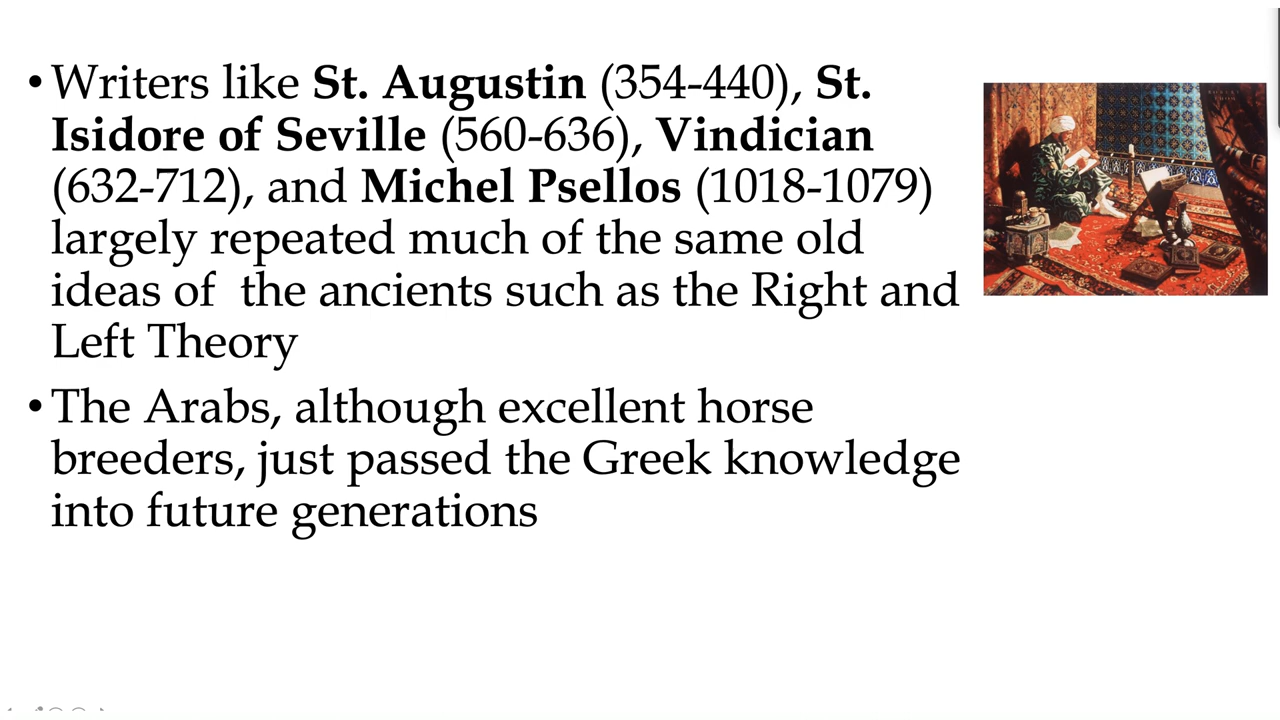 • Writers like St. Augustin (354-440), St.
Isidore of Seville (560-636), Vindician
(632-712), and Michel Psellos (1018-1079)
largely repeated much of the same old
ideas of  the ancients such as the Right and
Left Theory
• The Arabs, although excellent horse
breeders, just passed the Greek knowledge
into future generations